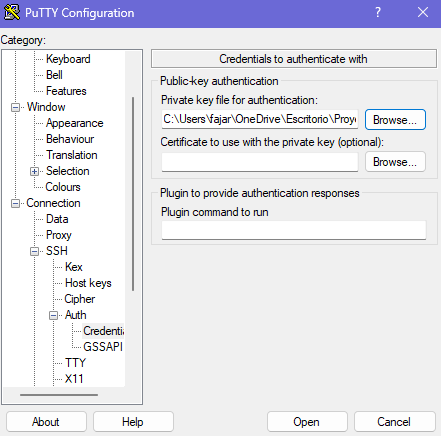 PuTTY Configuration
?
Category:
Keyboard
Bell
Features
Window
Appearance
Behaviour
Translation
Selection
Colours
Connection
Data
Proxy
SSH
Kex
Host keys
Cipher
Auth
Credentia
GSSAPI
TTY
X11
Credentials to authenticate with
Public-key authentication
Private key file for authentication:
C:\Users\fajar\OneDrive\Escritorio\Proye
Browse...
Certificate to use with the private key (optional):
Browse...
Plugin to provide authentication responses
Plugin command to run
About
Help
Open
Cancel